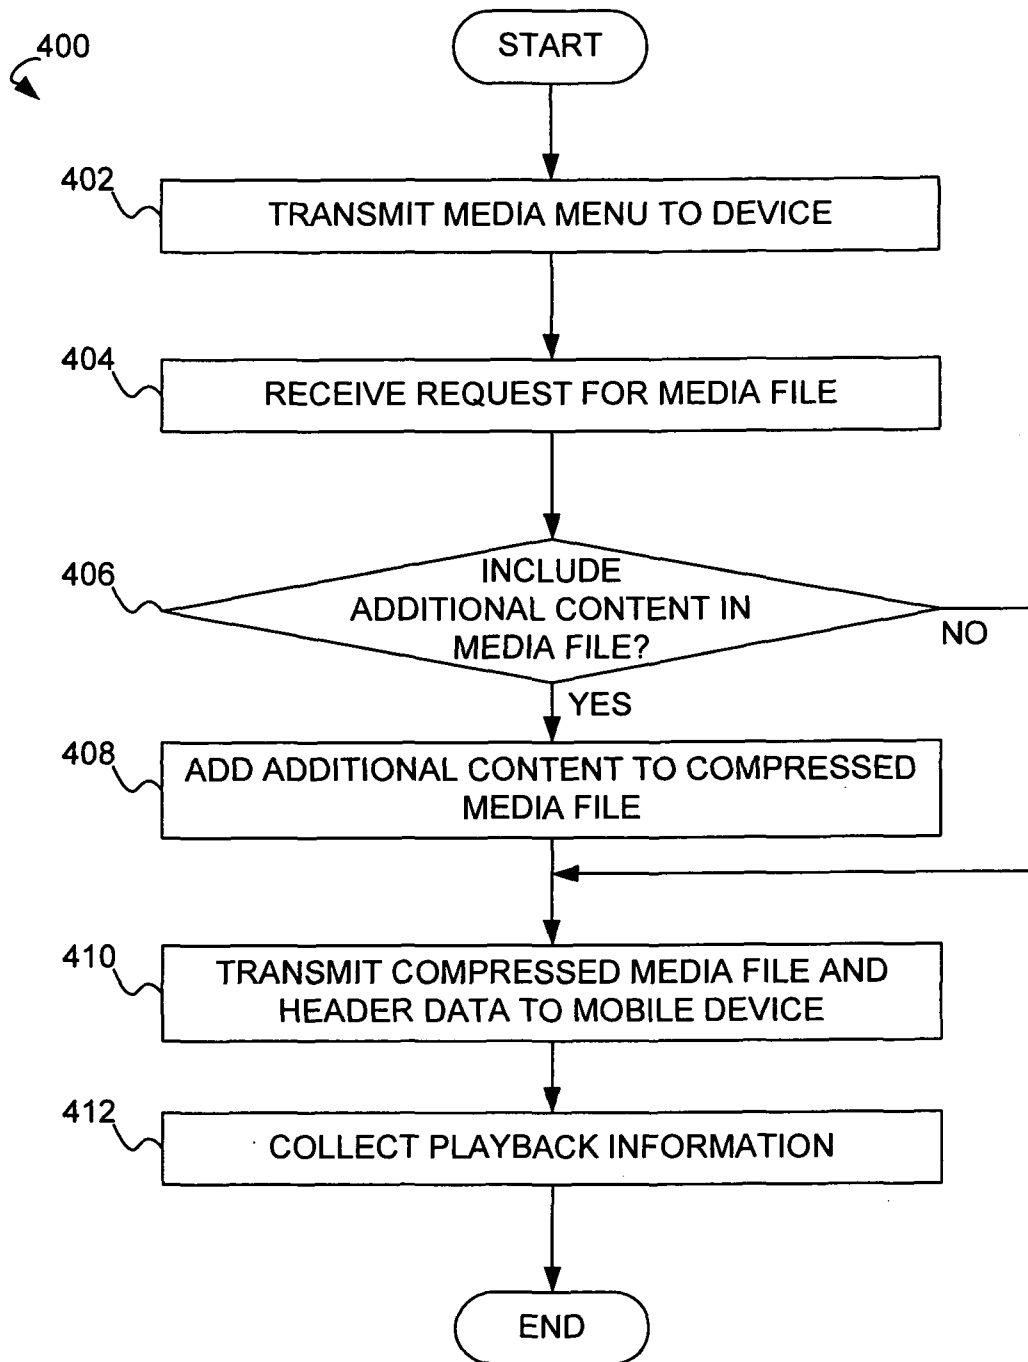 400
START
402
TRANSMIT MEDIA MENU TO DEVICE
404
RECEIVE REQUEST FOR MEDIA FILE
406
INCLUDE
ADDITIONAL CONTENT IN
MEDIA FILE?
NO
YES
408
ADD ADDITIONAL CONTENT TO COMPRESSED
MEDIA FILE
410
TRANSMIT COMPRESSED MEDIA FILE AND
HEADER DATA TO MOBILE DEVICE
412
COLLECT PLAYBACK INFORMATION
END